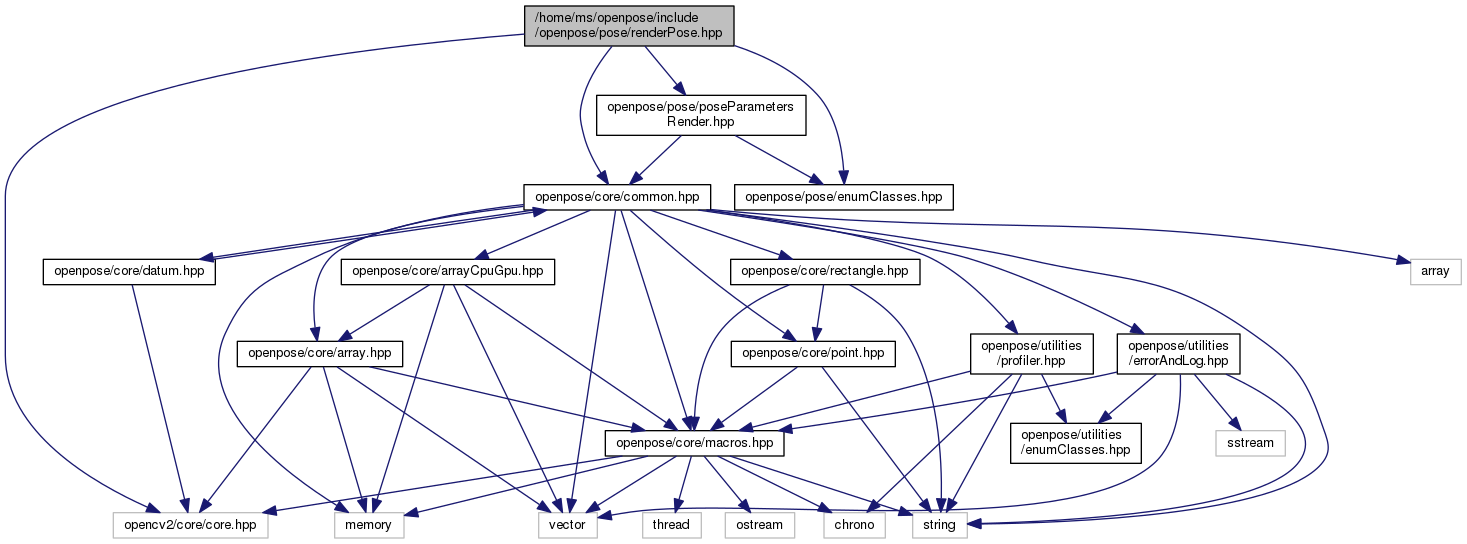 /home/ms/openpose/include
/openpose/pose/renderPose.hpp
openpose/pose/poseParameters
Render.hpp
openpose/core/common.hpp
openpose/pose/enumClasses.hpp
openpose/core/datum.hpp
openpose/core/arrayCpuGpu.hpp
openpose/core/rectangle.hpp
array
openpose/core/array.hpp
openpose/core/point.hpp
openpose/utilities
/profiler.hpp
openpose/utilities
/errorAndLog.hpp
openpose/core/macros.hpp
openpose/utilities
/enumClasses.hpp
sstream
opencv2/core/core.hpp
memory
vector
thread
ostream
chrono
string